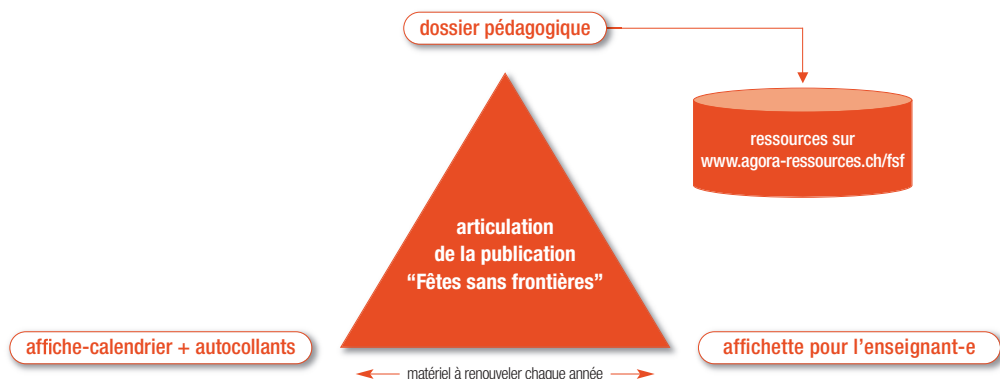 dossier pédagogique
ressources sur
www.agora-ressources.ch/fsf
articulation
de la publication
“Fêtes sans frontières”
affiche-calendrier + autocollants
affichette pour l’enseignant-e
matériel à renouveler chaque année